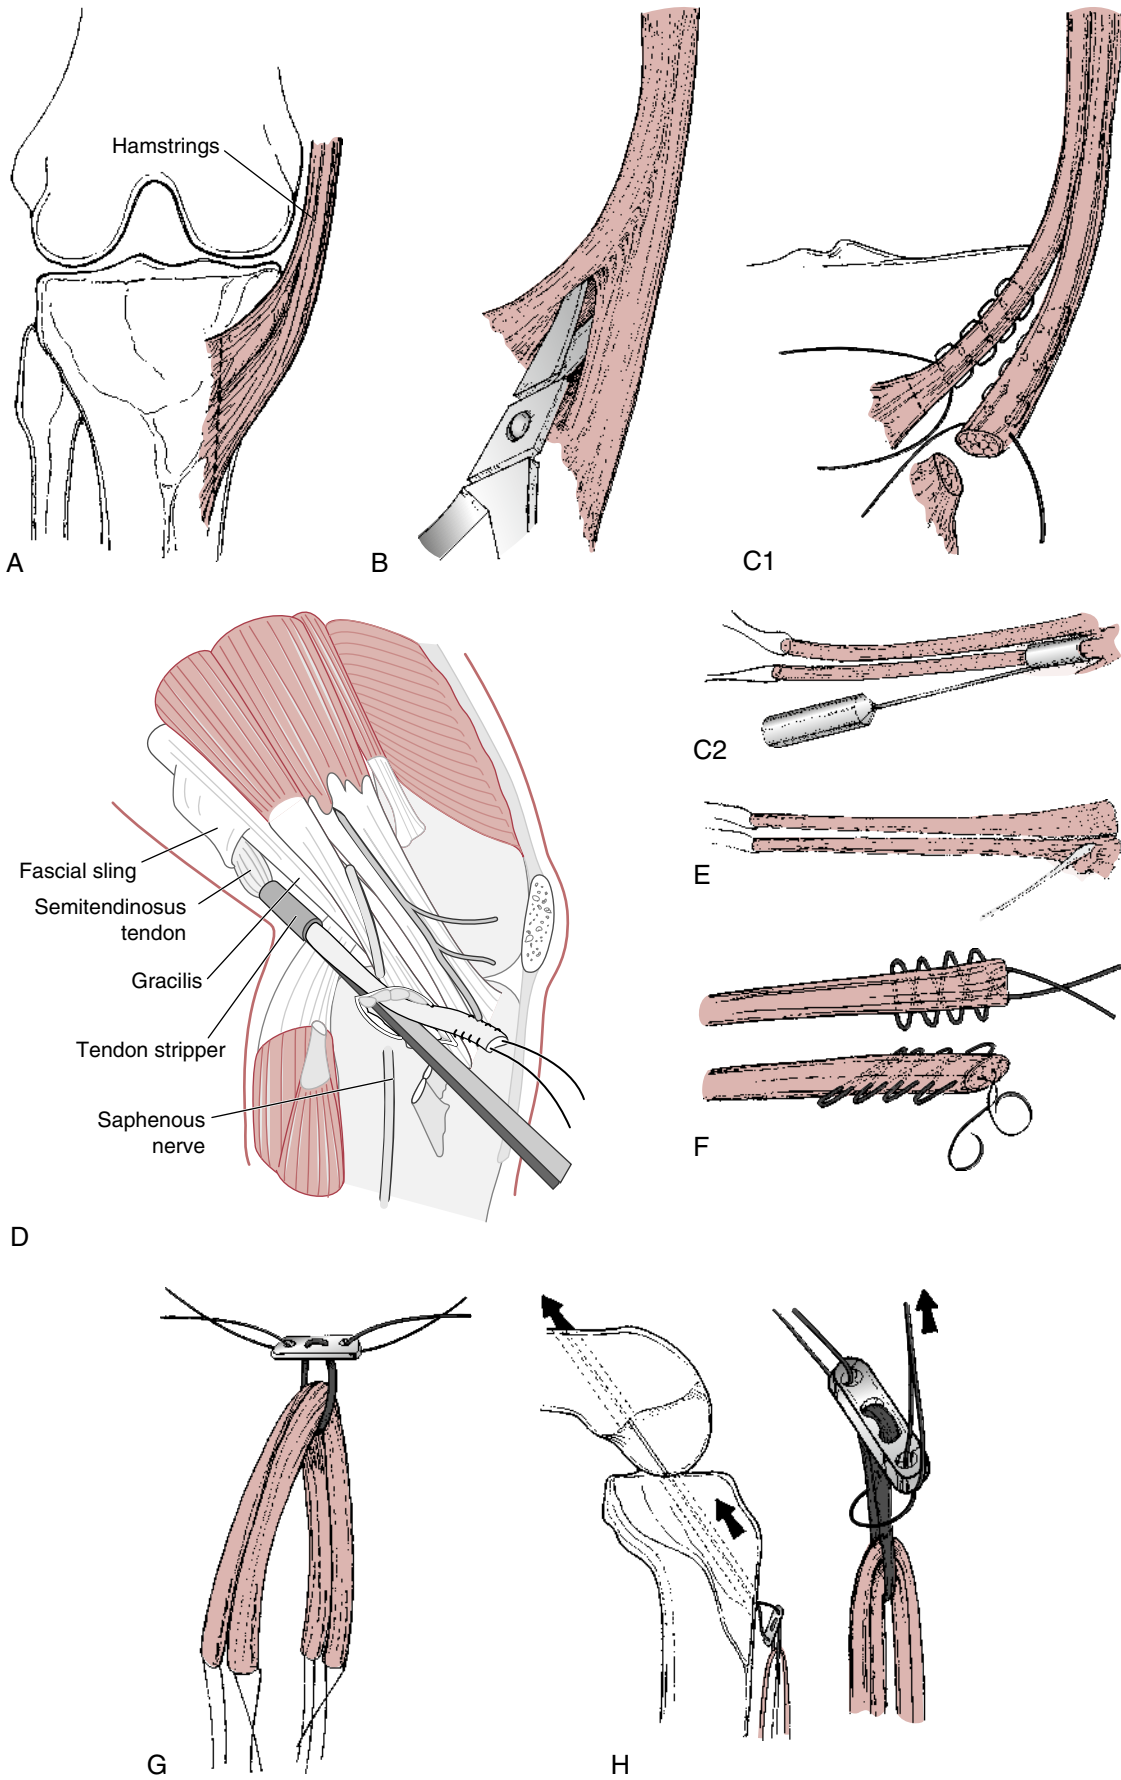 Hamstrings
A
B
C1
C2
E
Fascial sling
Semitendinosus
tendon
Gracilis
Tendon stripper
Saphenous
nerve
F
D
G
H